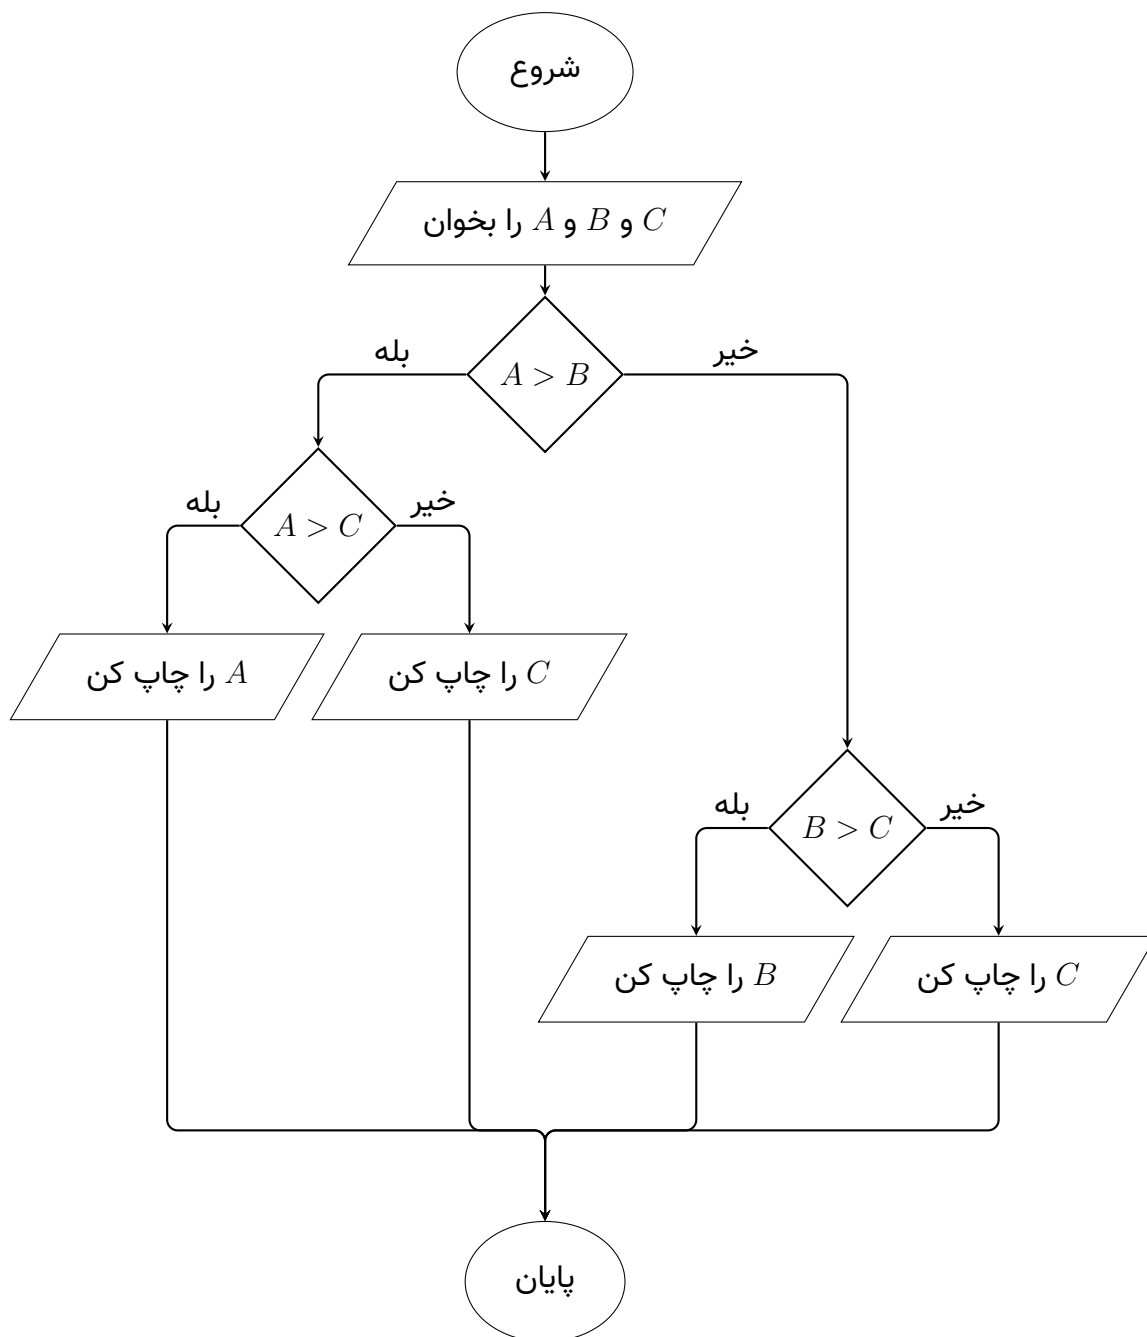 شروع
C و B و A را بخوان
A > B
بله
خیر
A > C
بله
خیر
A را چاپ کن
C را چاپ کن
B > C
بله
خیر
B را چاپ کن
C را چاپ کن
پایان